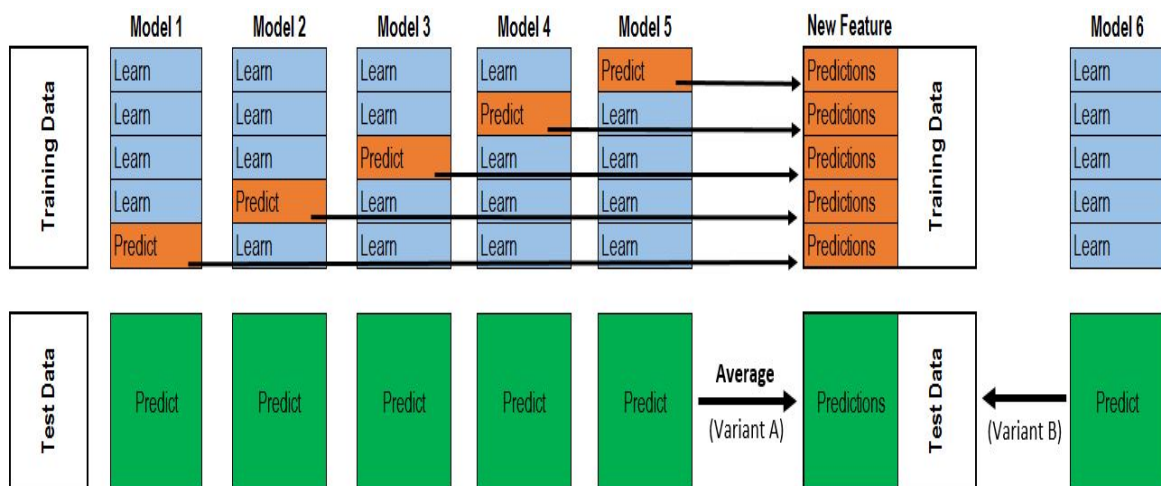 Model 1 Model 2 Model 3 Model 4 Model 5 New Feature Model 6
Training Data
Learn Learn Learn Learn Predict Predictions Learn
Learn Learn Learn Predict Learn Predictions Learn
Learn Learn Predict Learn Learn Predictions Learn
Learn Predict Learn Learn Learn Predictions Learn
Predict Learn Learn Learn Learn Predictions Learn
Training Data
Test Data
Predict Predict Predict Predict Predict
Average
(Variant A)
Predictions
Test Data
(Variant B)
Predict